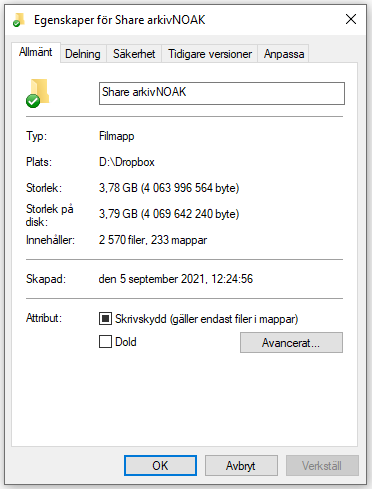 Egenskaper för Share arkivNOAK
Allmänt Delning Säkerhet Tidigare versioner Anpassa
Share arkivNOAK
Typ: Filmapp
Plats: D:\Dropbox
Storlek: 3,78 GB (4 063 996 564 byte)
Storlek på disk: 3,79 GB (4 069 642 240 byte)
Innehåller: 2 570 filer, 233 mappar
Skapad: den 5 september 2021, 12:24:56
Attribut: Skrivskydd (gäller endast filer i mappar)
Dold Avancerat...
OK Avbryt Verkställ